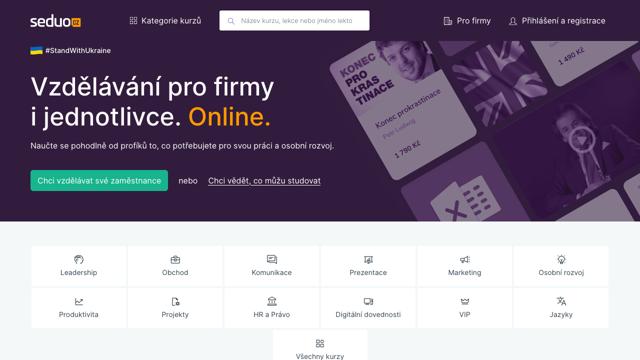 seduo.cz
Kategorie kurzů
Název kurzu, lekce nebo jméno lektora
Pro firmy
Přihlášení a registrace
#StandWithUkraine
Vzdělávání pro firmy
i jednotlivce. Online.
Naučte se pohodlně od profíků to, co potřebujete pro svou práci a osobní rozvoj.
Chci vzdělávat své zaměstnance
nebo
Chci vědět, co můžu studovat
KONEC
PRO
KRAS
TINACE
Konec prokrastinace
Petr Ludwig
1 790 Kč
1 490 Kč
Leadership
Obchod
Komunikace
Prezentace
Marketing
Osobní rozvoj
Produktivita
Projekty
HR a Právo
Digitální dovednosti
VIP
Jazyky
Všechny kurzy